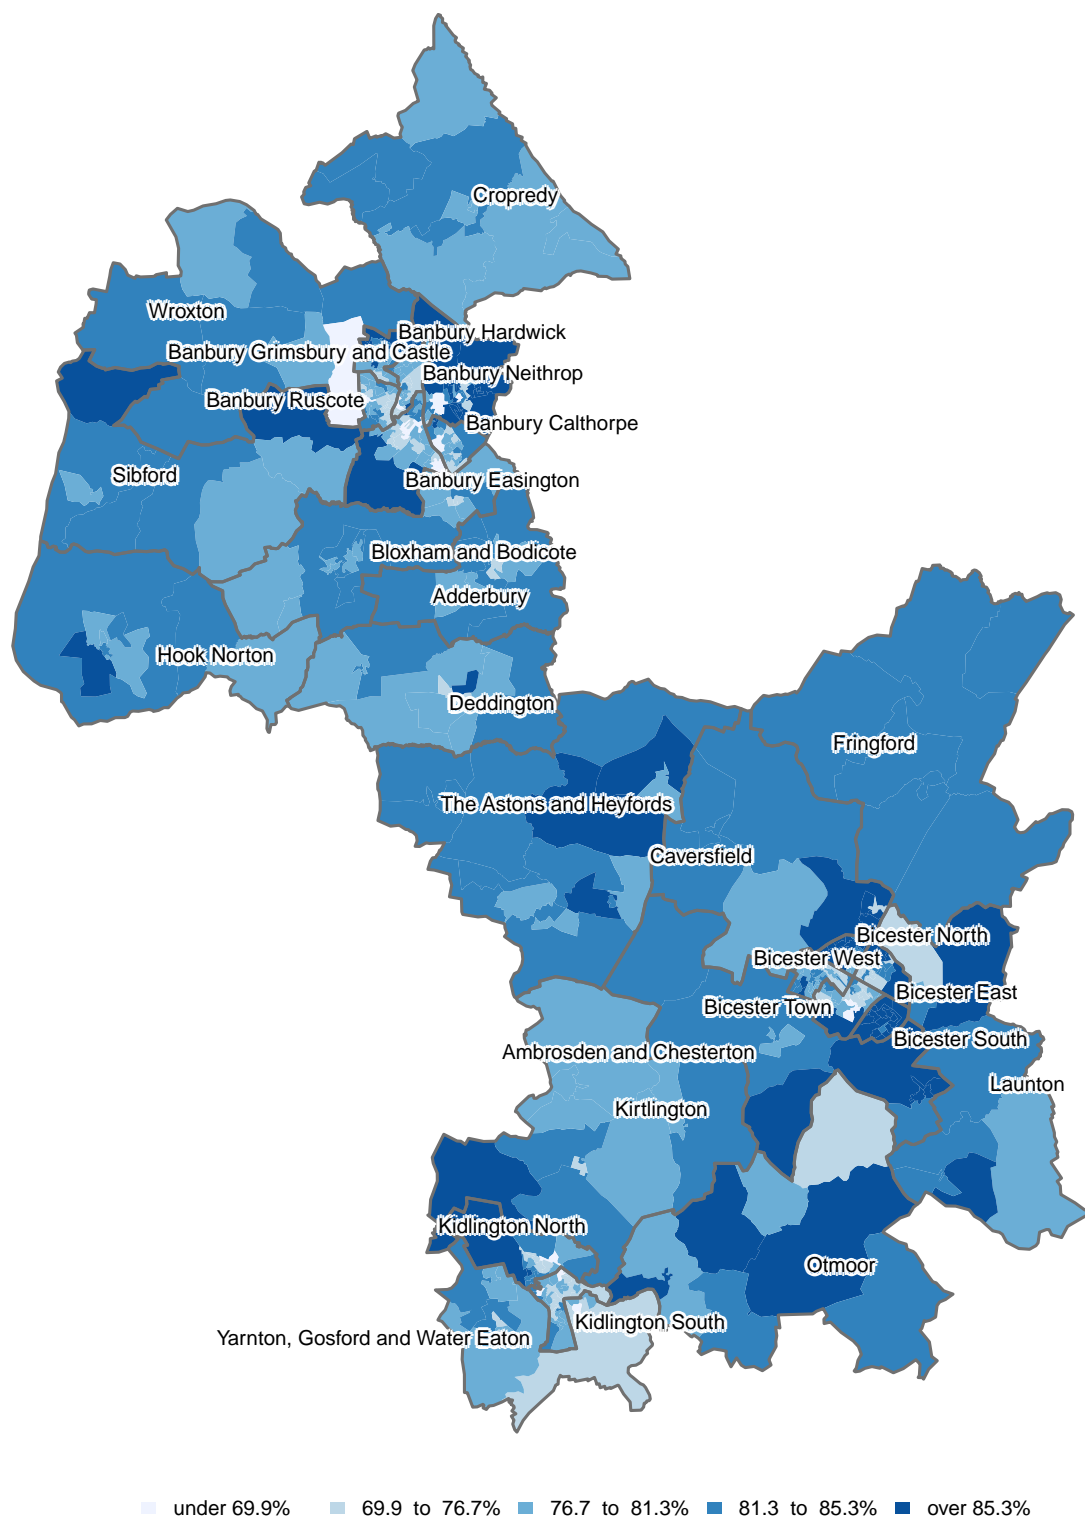 Cropredy
Wroxton
Banbury Hardwick
Banbury Grimsbury and Castle
Banbury Neithrop
Banbury Ruscote
Banbury Calthorpe
Sibford
Banbury Easington
Bloxham and Bodicote
Adderbury
Hook Norton
Deddington
Fringford
The Astons and Heyfords
Caversfield
Bicester North
Bicester West
Bicester East
Bicester Town
Bicester South
Ambrosden and Chesterton
Launton
Kirtlington
Kidlington North
Otmoor
Kidlington South
Yarnton, Gosford and Water Eaton
under 69.9% 69.9 to 76.7% 76.7 to 81.3% 81.3 to 85.3% over 85.3%